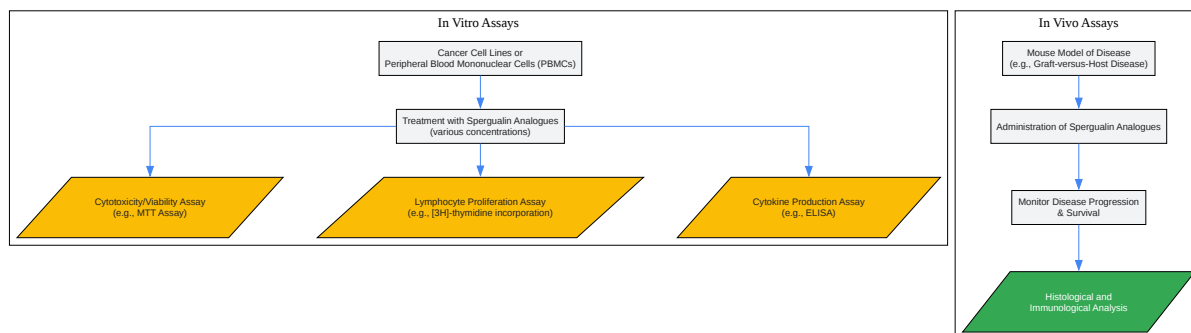 In Vitro Assays
Cancer Cell Lines or
Peripheral Blood Mononuclear Cells (PBMCs)
Treatment with Spergualin Analogues
(various concentrations)
Cytotoxicity/Viability Assay
(e.g., MTT Assay)
Lymphocyte Proliferation Assay
(e.g., [3H]-thymidine incorporation)
Cytokine Production Assay
(e.g., ELISA)
In Vivo Assays
Mouse Model of Disease
(e.g., Graft-versus-Host Disease)
Administration of Spergualin Analogues
Monitor Disease Progression
& Survival
Histological and
Immunological Analysis